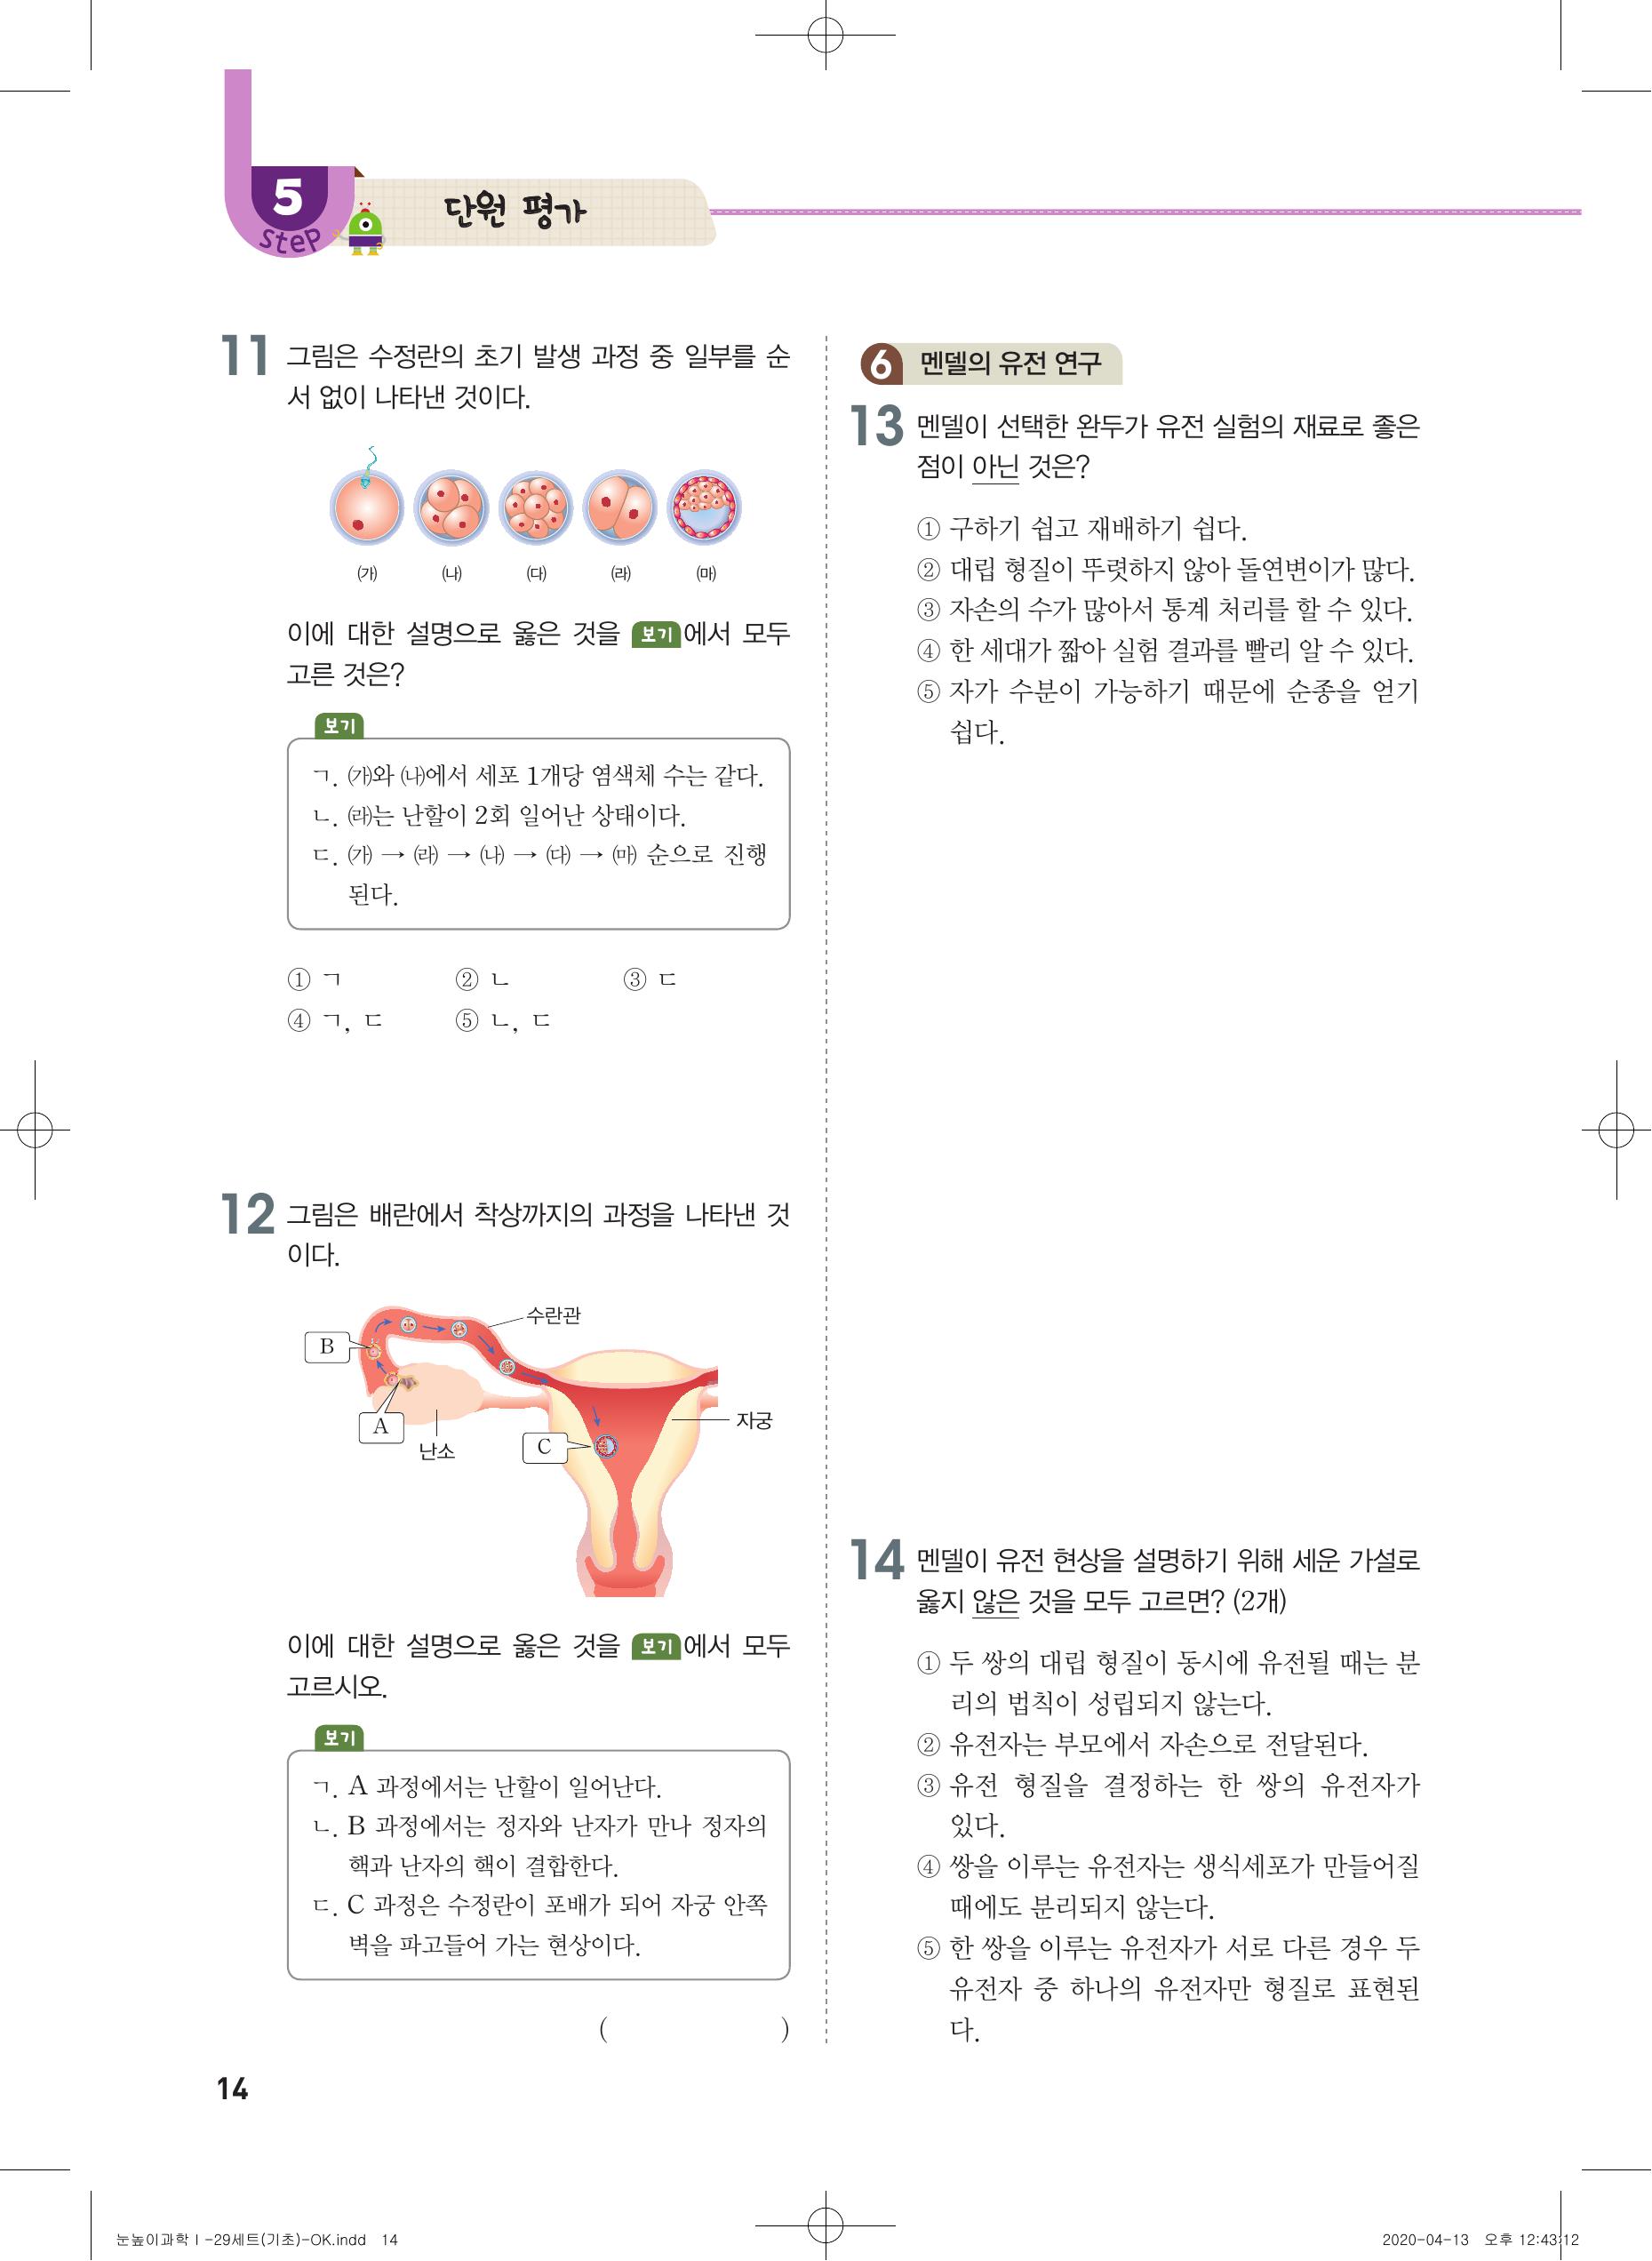 5
steP
단원 평가
11 그림은 수정란의 초기 발생 과정 중 일부를 순
서 없이 나타낸 것이다.
㈎ ㈏ ㈐ ㈑ ㈒
이에 대한 설명으로 옳은 것을 보기 에서 모두
고른 것은?
보기
ㄱ. ㈎와 ㈏에서 세포 1개당 염색체 수는 같다.
ㄴ. ㈑는 난할이 2회 일어난 상태이다.
ㄷ. ㈎ → ㈑ → ㈏ → ㈐ → ㈒ 순으로 진행
된다.
① ㄱ ② ㄴ ③ ㄷ
④ ㄱ, ㄷ ⑤ ㄴ, ㄷ
12 그림은 배란에서 착상까지의 과정을 나타낸 것
이다.
수란관
B
A
난소
C
자궁
이에 대한 설명으로 옳은 것을 보기 에서 모두
고르시오.
보기
ㄱ. A 과정에서는 난할이 일어난다.
ㄴ. B 과정에서는 정자와 난자가 만나 정자의
핵과 난자의 핵이 결합한다.
ㄷ. C 과정은 수정란이 포배가 되어 자궁 안쪽
벽을 파고들어 가는 현상이다.
( )
6 멘델의 유전 연구
13 멘델이 선택한 완두가 유전 실험의 재료로 좋은
점이 아닌 것은?
① 구하기 쉽고 재배하기 쉽다.
② 대립 형질이 뚜렷하지 않아 돌연변이가 많다.
③ 자손의 수가 많아서 통계 처리를 할 수 있다.
④ 한 세대가 짧아 실험 결과를 빨리 알 수 있다.
⑤ 자가 수분이 가능하기 때문에 순종을 얻기
쉽다.
14 멘델이 유전 현상을 설명하기 위해 세운 가설로
옳지 않은 것을 모두 고르면? (2개)
① 두 쌍의 대립 형질이 동시에 유전될 때는 분
리의 법칙이 성립되지 않는다.
② 유전자는 부모에서 자손으로 전달된다.
③ 유전 형질을 결정하는 한 쌍의 유전자가
있다.
④ 쌍을 이루는 유전자는 생식세포가 만들어질
때에도 분리되지 않는다.
⑤ 한 쌍을 이루는 유전자가 서로 다른 경우 두
유전자 중 하나의 유전자만 형질로 표현된
다.
14
눈높이과학Ⅰ-29세트(기초)-OK.indd 14
2020-04-13 오후 12:43:12